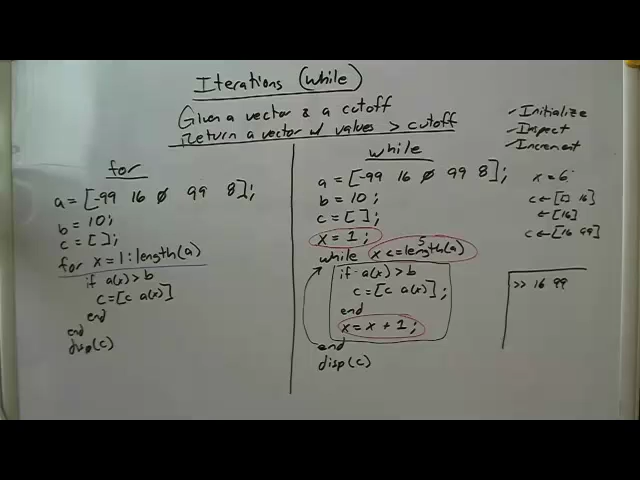 Iterations (while)
Given a vector & a cutoff
Return a vector w/ values > cutoff
for
a = [-99 16 0 99 8];
b = 10;
c = [];
for x = 1:length(a)
if a(x) > b
c = [c a(x)]
end
end
disp(c)
while
a = [-99 16 0 99 8];
b = 10;
c = [];
x = 1;
5
while x <= length(a)
if a(x) > b
c = [c a(x)];
end
x = x + 1;
end
disp(c)
✓ Initialize
✓ Inspect
✓ Increment
x = 6
c ← [[] 16]
← [16]
c ← [16 99]
>> 16 99